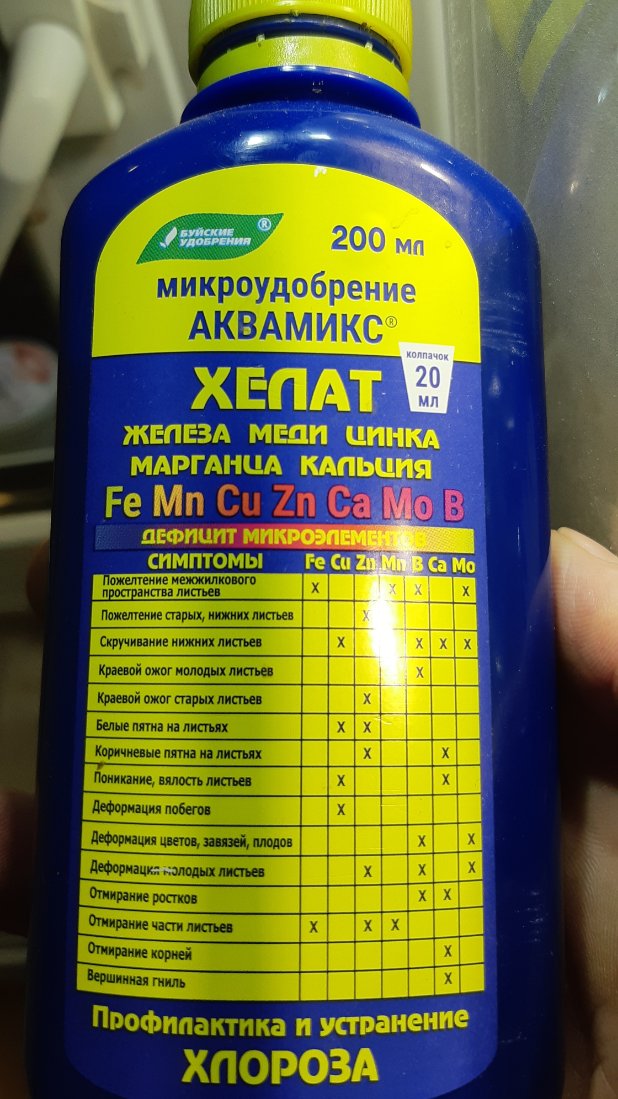 БУЙСКИЕ
УДОБРЕНИЯ ®
200 мл
микроудобрение
АКВАМИКС®
колпачок
20
мл
ХЕЛАТ
ЖЕЛЕЗА МЕДИ ЦИНКА
МАРГАНЦА КАЛЬЦИЯ
Fe Mn Cu Zn Ca Mo B
ДЕФИЦИТ МИКРОЭЛЕМЕНТОВ
СИМПТОМЫ Fe Cu Zn Mn B Ca Mo
Пожелтение межжилкового
пространства листьев X X X X
Пожелтение старых, нижних листьев X
Скручивание нижних листьев X X X X
Краевой ожог молодых листьев X
Краевой ожог старых листьев X
Белые пятна на листьях X X
Коричневые пятна на листьях X X
Поникание, вялость листьев X X
Деформация побегов X
Деформация цветов, завязей, плодов X X
Деформация молодых листьев X X X
Отмирание ростков X X
Отмирание части листьев X X X
Отмирание корней X
Вершинная гниль X
Профилактика и устранение
ХЛОРОЗА